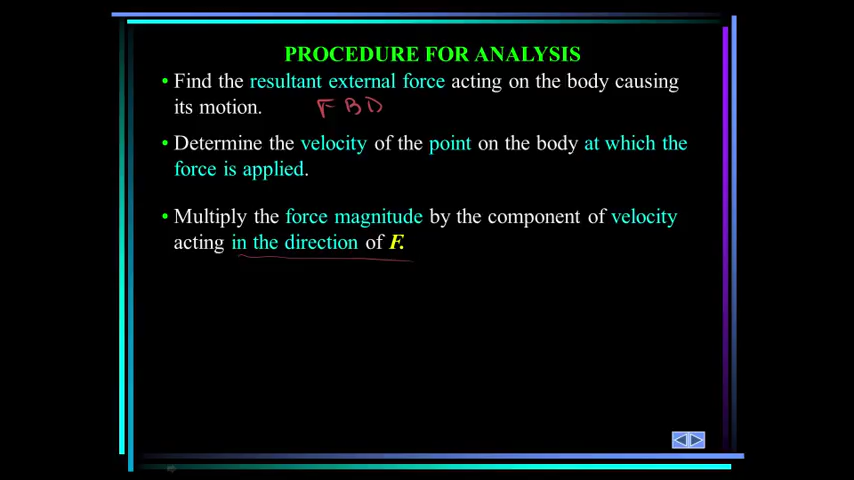 PROCEDURE FOR ANALYSIS
• Find the resultant external force acting on the body causing
its motion. FBD
• Determine the velocity of the point on the body at which the
force is applied.
• Multiply the force magnitude by the component of velocity
acting in the direction of F.